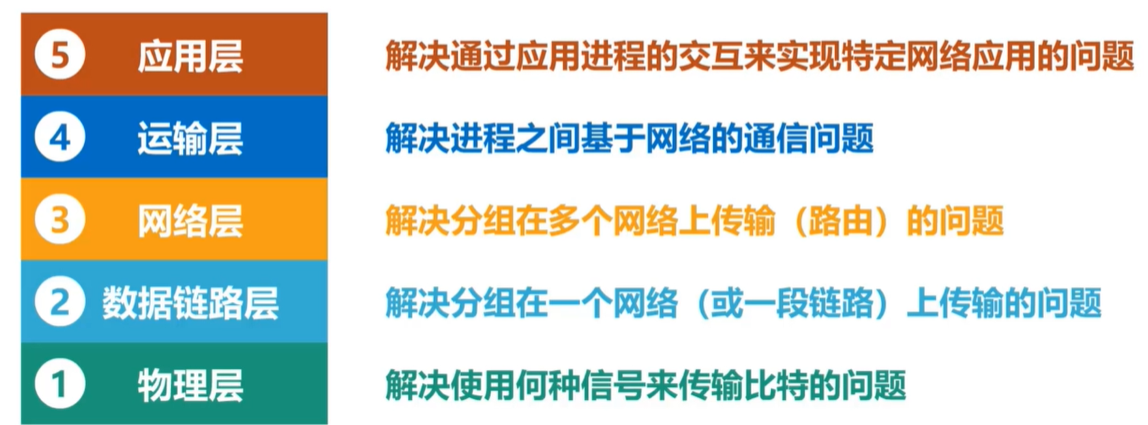 5 应用层 解决通过应用进程的交互来实现特定网络应用的问题
4 运输层 解决进程之间基于网络的通信问题
3 网络层 解决分组在多个网络上传输（路由）的问题
2 数据链路层 解决分组在一个网络（或一段链路）上传输的问题
1 物理层 解决使用何种信号来传输比特的问题